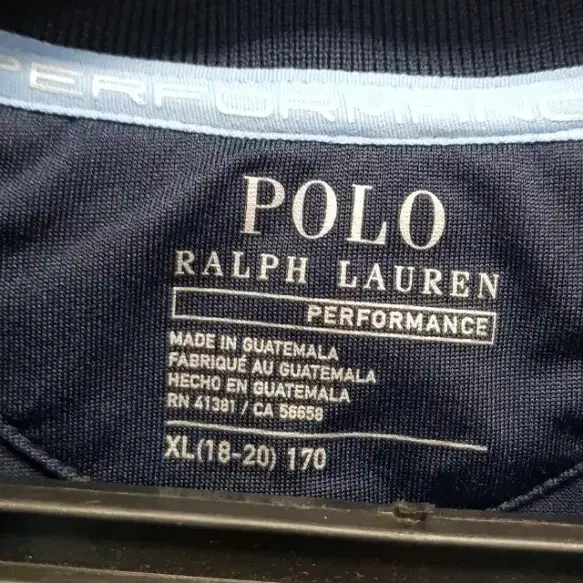 PERFORMANC
POLO
RALPH LAUREN
PERFORMANCE
MADE IN GUATEMALA
FABRIQUÉ AU GUATEMALA
HECHO EN GUATEMALA
RN 41381 / CA 56658
XL(18-20) 170